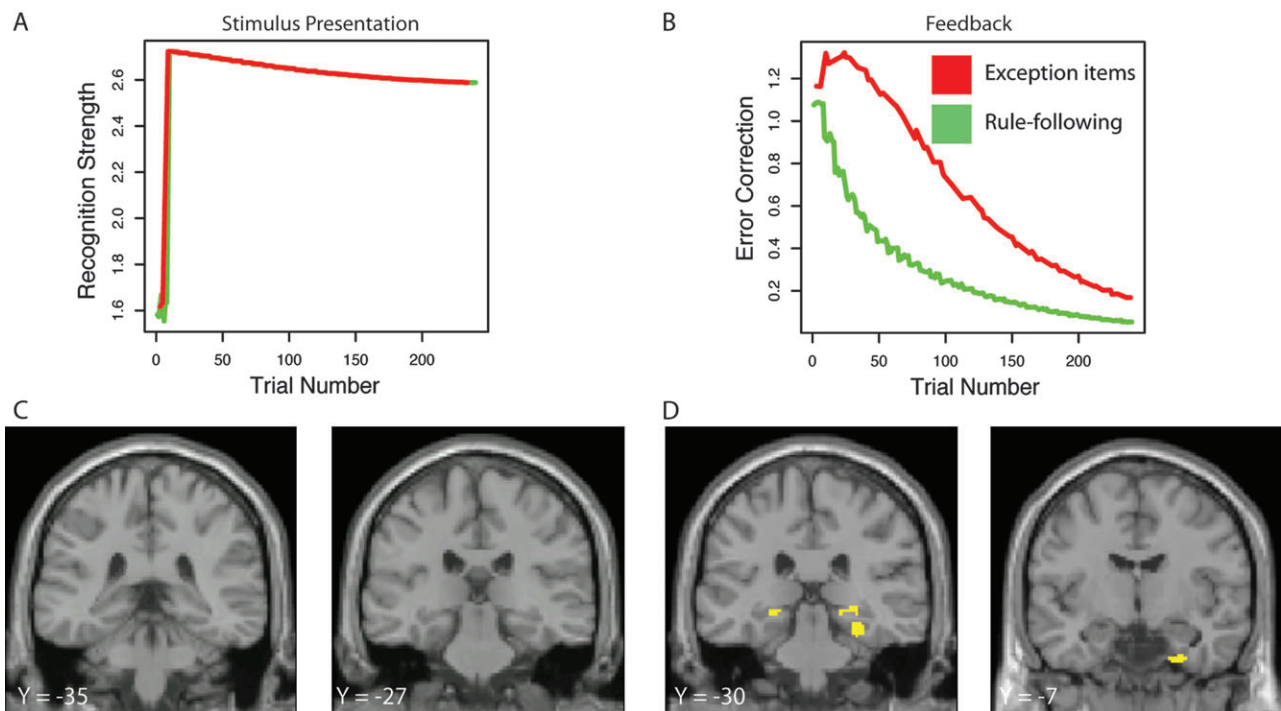 A
Stimulus Presentation
Recognition Strength
1.6
1.8
2.0
2.2
2.4
2.6
0
50
100
150
200
Trial Number
B
Feedback
Exception items
Rule-following
Error Correction
0.2
0.4
0.6
0.8
1.0
1.2
0
50
100
150
200
Trial Number
C
Y = -35
Y = -27
D
Y = -30
Y = -7